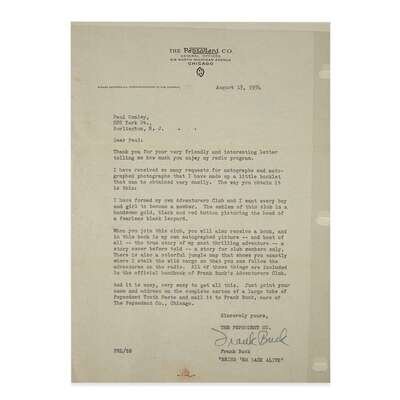 THE Pepsodent CO.
GENERAL OFFICES
919 NORTH MICHIGAN AVENUE
CHICAGO
August 13, 1934
Paul Conley,
Burlington, N. J.
Dear Paul:
Thank you for your very friendly and interesting letter
telling me how much you enjoy my radio program.
I have received so many requests for autographs and auto-
graphed photographs that I have made up a little booklet
that can be obtained very easily. The way you obtain it
is this:
I have formed my own Adventurers Club and I want every boy
and girl to become a member. The emblem of this club is a
handsome gold, black and red button picturing the head of
a fearless black leopard.
When you join this club, you will also receive a book, and
in this book is my own autographed picture -- and best of
all -- the true story of my most thrilling adventure -- a
story never before told -- a story for club members only.
There is also a colorful jungle map that shows you exactly
where I stalk the wild cargo so that you can follow the
adventures on the radio. All of these things are included in
the official handbook of Frank Buck's Adventurers Club.
And it is easy, very easy to get all this. Just print your
name and address on the complete carton of a large tube of
Pepsodent Tooth Paste and mail it to Frank Buck, care of
The Pepsodent Co., Chicago.
Sincerely yours,
THE PEPSODENT CO.
Frank Buck
Frank Buck
"BRING 'EM BACK ALIVE"